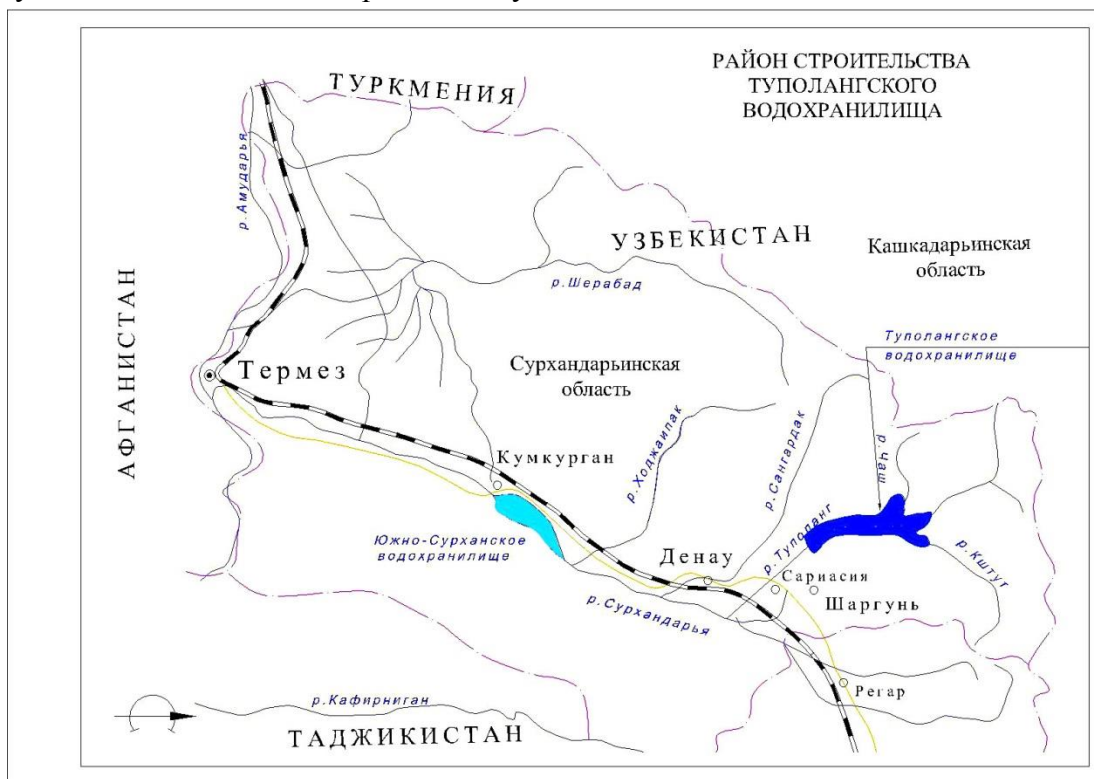 РАЙОН СТРОИТЕЛЬСТВА
ТУПОЛАНГСКОГО
ВОДОХРАНИЛИЩА
ТУРКМЕНИЯ
р.Амударья
УЗБЕКИСТАН
Кашкадарьинская
область
р.Шерабад
АФГАНИСТАН
Туполангское
водохранилище
Термез
Сурхандарьинская
область
р.Ходжаипак
р.Сангардак
р.Чаш
Кумкурган
р.Туполанг
Южно-Сурханское
водохранилище
Денау
р.Кштут
Сариасия
Шаргунь
р.Сурхандарья
Регар
р.Кафирниган
ТАДЖИКИСТАН